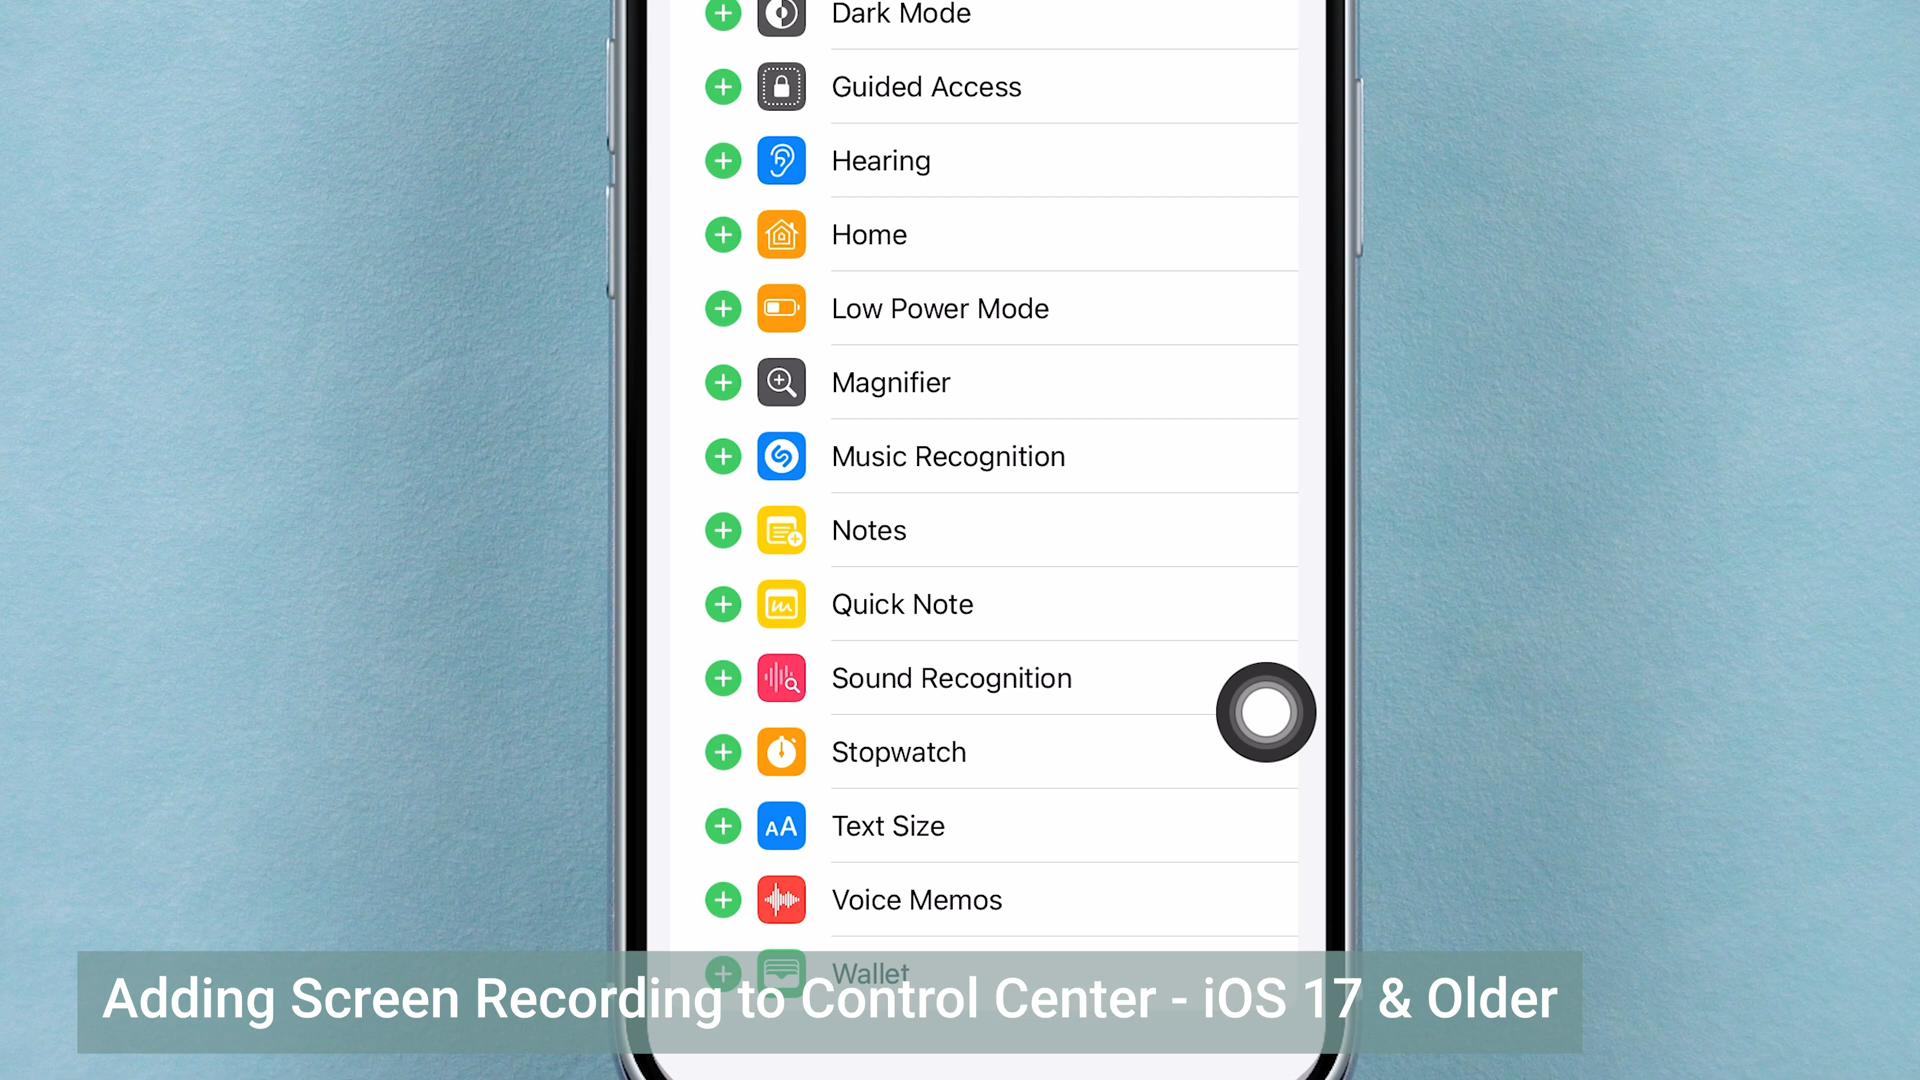 Dark Mode
Guided Access
Hearing
Home
Low Power Mode
Magnifier
Music Recognition
Notes
Quick Note
Sound Recognition
Stopwatch
AA Text Size
Voice Memos
Wallet
Adding Screen Recording to Control Center - iOS 17 & Older